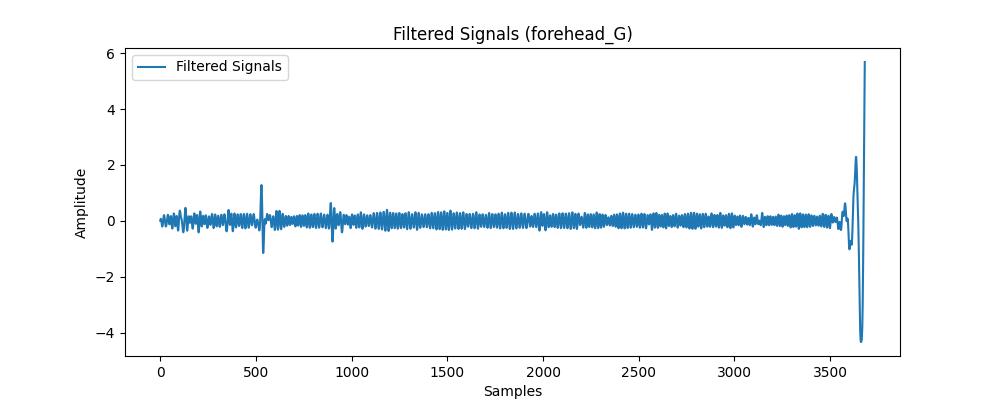 Filtered Signals (forehead_G)
Filtered Signals
6
4
2
0
−2
−4
Amplitude
0 500 1000 1500 2000 2500 3000 3500
Samples